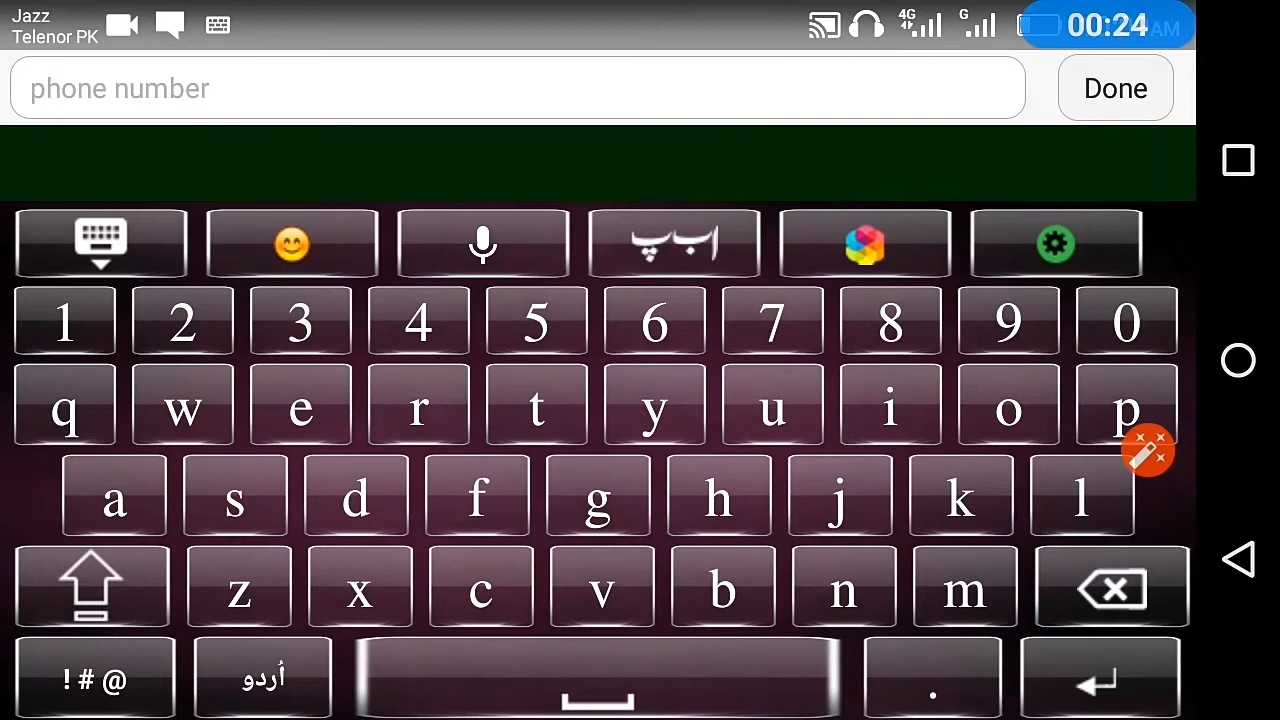 Jazz
Telenor PK
4G
G
00:24
AM
phone number
Done
ا ب پ
1 2 3 4 5 6 7 8 9 0
q w e r t y u i o p
a s d f g h j k l
z x c v b n m
! # @
اُردو
.